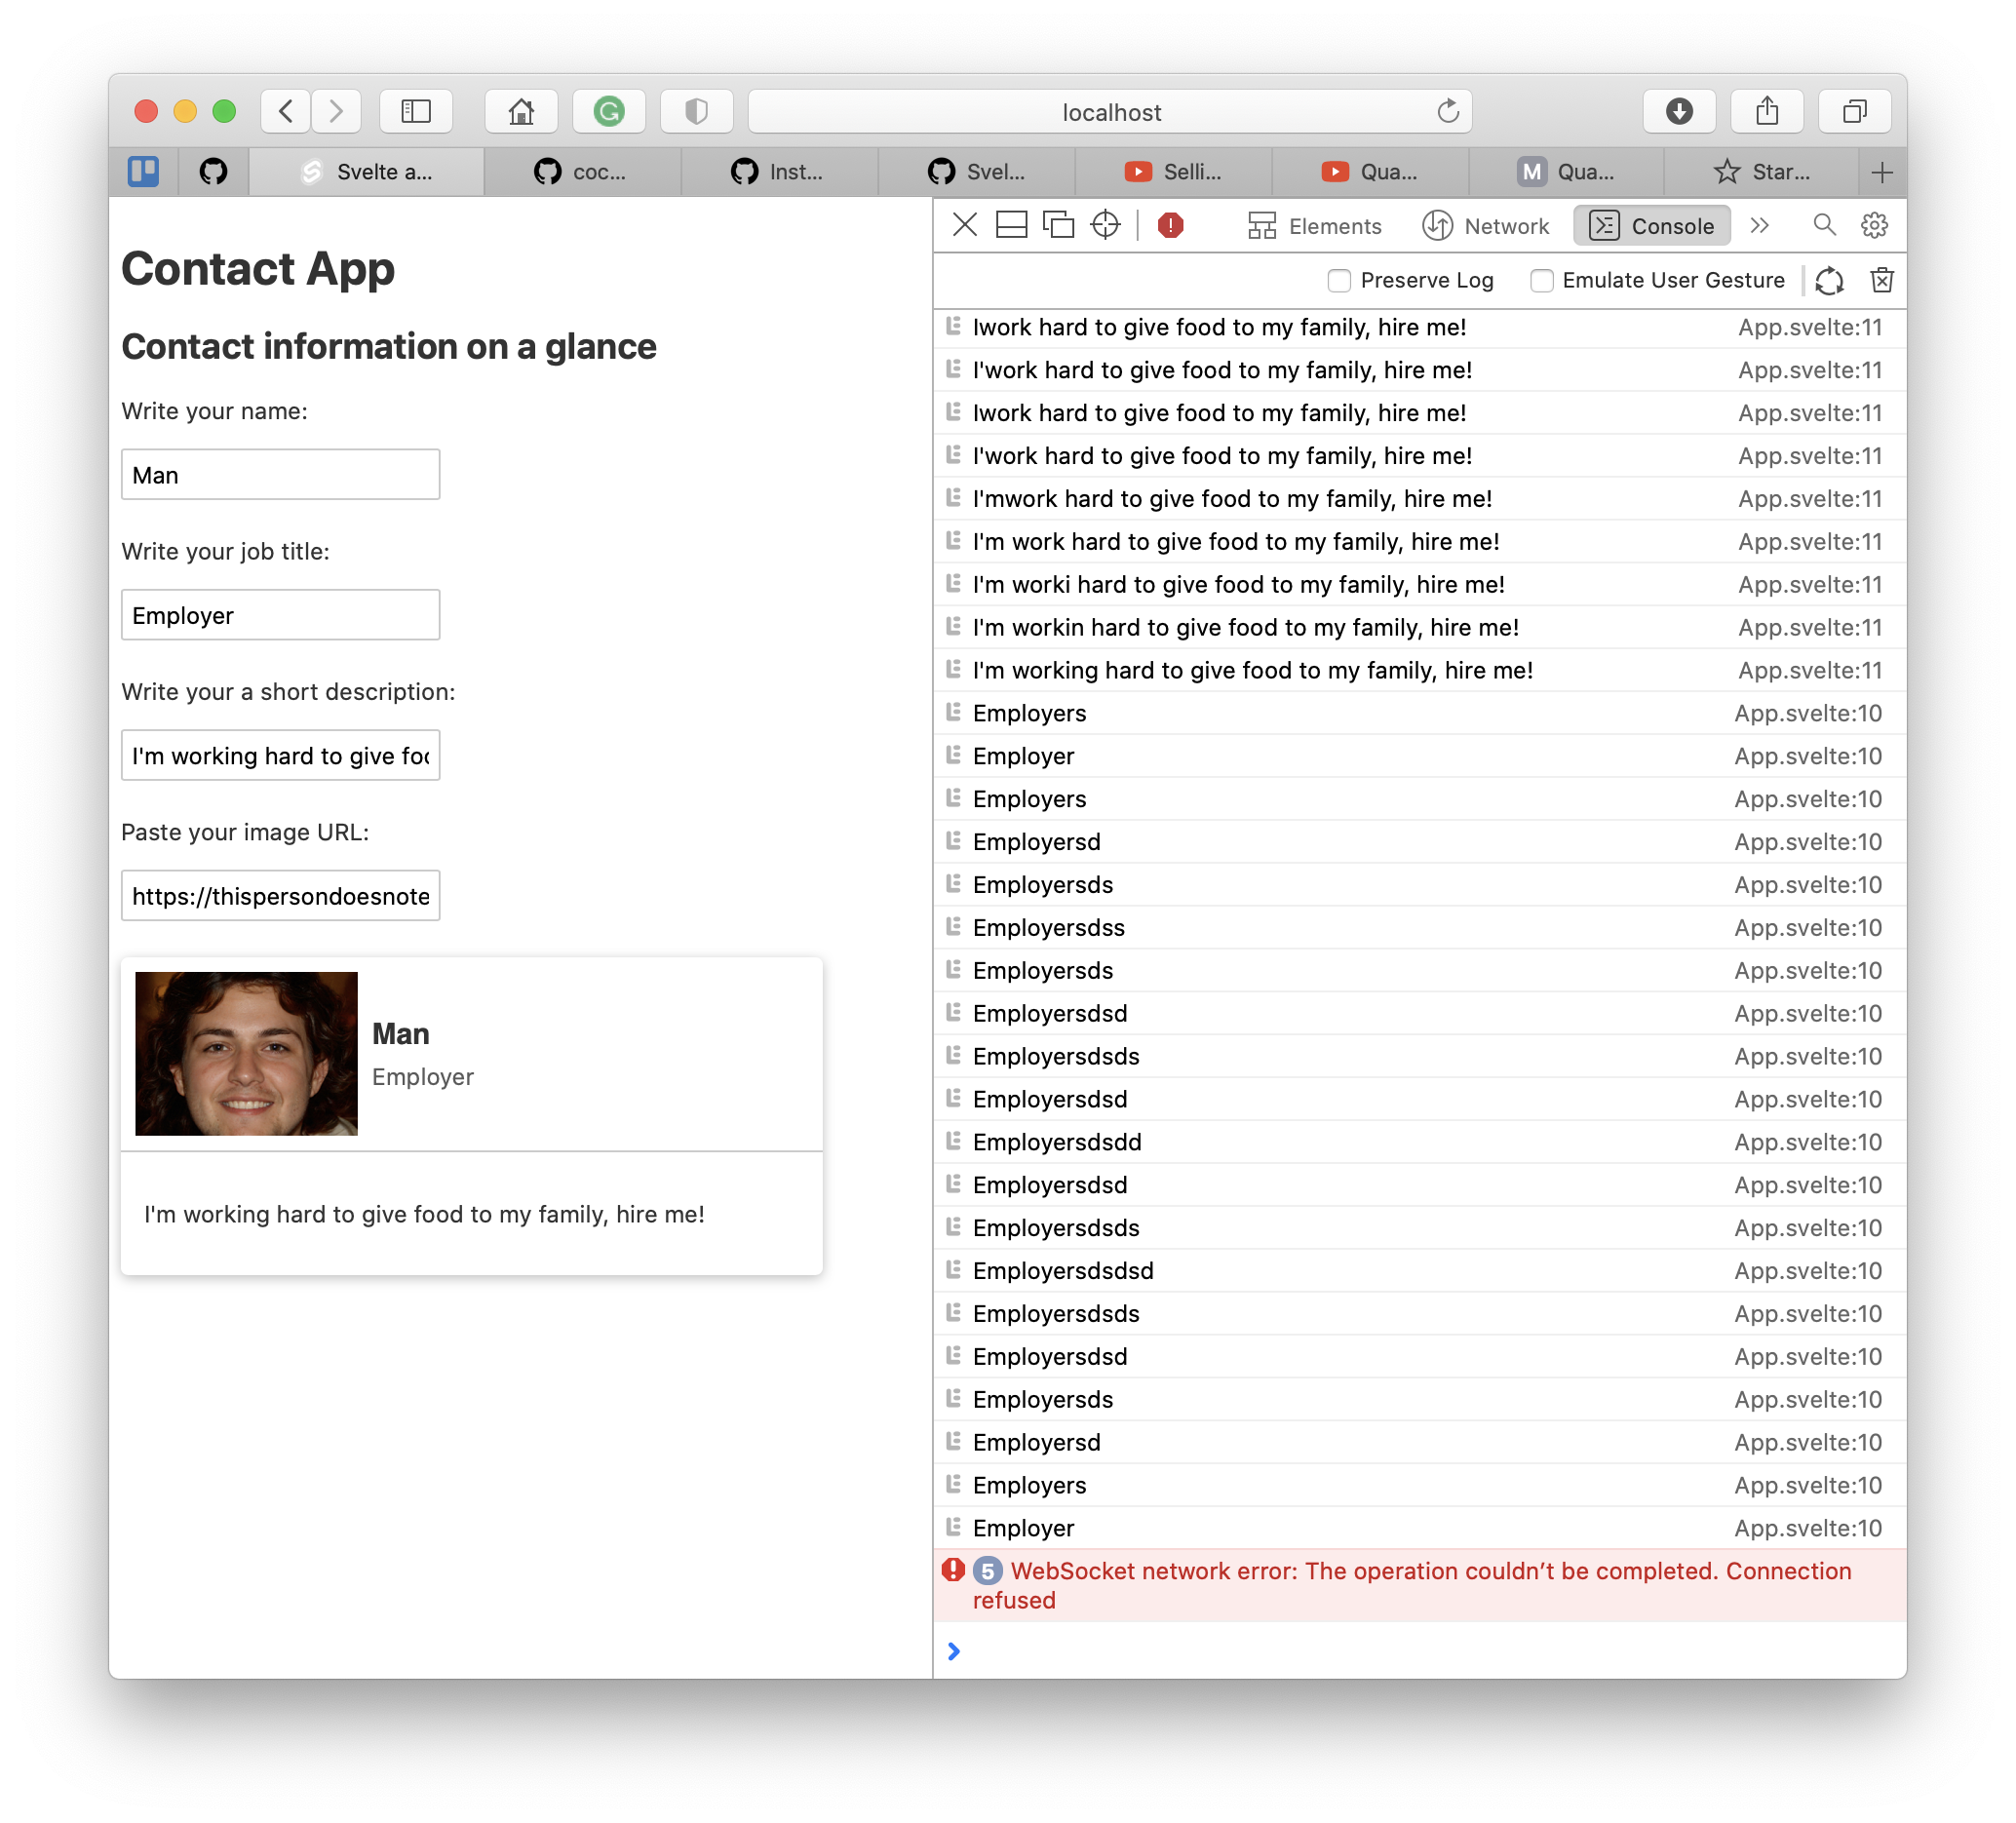 localhost
Svelte a...
coc...
Inst...
Svel...
Selli...
Qua...
M Qua...
Star...
Contact App
Contact information on a glance
Write your name:
Man
Write your job title:
Employer
Write your a short description:
I'm working hard to give foo
Paste your image URL:
https://thispersondoesnote
Man
Employer
I'm working hard to give food to my family, hire me!
Elements
Network
Console
Preserve Log
Emulate User Gesture
Iwork hard to give food to my family, hire me! App.svelte:11
I'work hard to give food to my family, hire me! App.svelte:11
Iwork hard to give food to my family, hire me! App.svelte:11
I'work hard to give food to my family, hire me! App.svelte:11
I'mwork hard to give food to my family, hire me! App.svelte:11
I'm work hard to give food to my family, hire me! App.svelte:11
I'm worki hard to give food to my family, hire me! App.svelte:11
I'm workin hard to give food to my family, hire me! App.svelte:11
I'm working hard to give food to my family, hire me! App.svelte:11
Employers App.svelte:10
Employer App.svelte:10
Employers App.svelte:10
Employersd App.svelte:10
Employersds App.svelte:10
Employersdss App.svelte:10
Employersds App.svelte:10
Employersdsd App.svelte:10
Employersdsds App.svelte:10
Employersdsd App.svelte:10
Employersdsdd App.svelte:10
Employersdsd App.svelte:10
Employersdsds App.svelte:10
Employersdsdsd App.svelte:10
Employersdsds App.svelte:10
Employersdsd App.svelte:10
Employersds App.svelte:10
Employersd App.svelte:10
Employers App.svelte:10
Employer App.svelte:10
5 WebSocket network error: The operation couldn’t be completed. Connection
refused